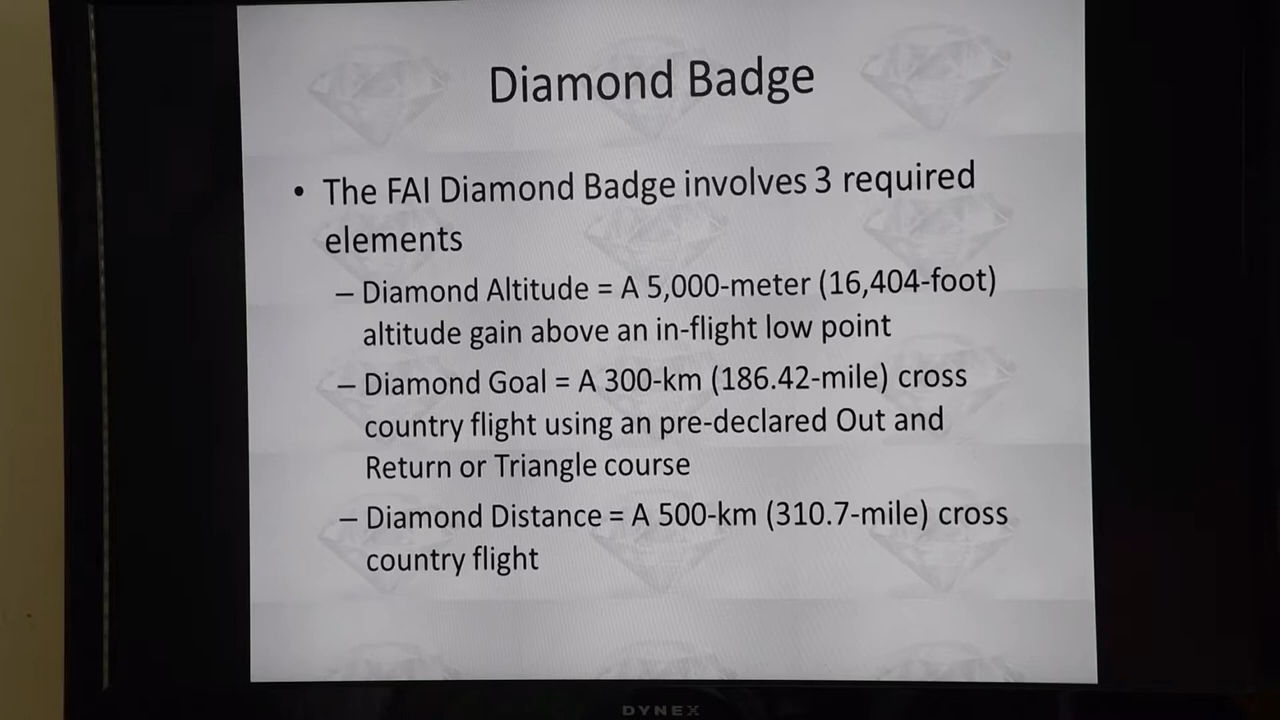 Diamond Badge
• The FAI Diamond Badge involves 3 required
elements
– Diamond Altitude = A 5,000-meter (16,404-foot)
altitude gain above an in-flight low point
– Diamond Goal = A 300-km (186.42-mile) cross
country flight using an pre-declared Out and
Return or Triangle course
– Diamond Distance = A 500-km (310.7-mile) cross
country flight
DYNEX